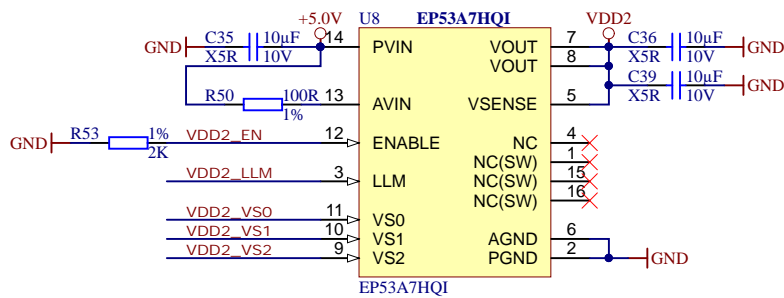 +5.0V U8 EP53A7HQI VDD2
C35 10µF 14 PVIN VOUT 7 C36 10µF
GND X5R 10V GND
VOUT 8 X5R 10V
C39 10µF
R50 100R 13 AVIN VSENSE 5 GND
1% X5R 10V
R53 1% VDD2_EN 12 ENABLE NC 4
GND 2K
NC(SW) 1
VDD2_LLM 3 LLM NC(SW) 15
NC(SW) 16
VDD2_VS0 11 VS0
VDD2_VS1 10 VS1 AGND 6
VDD2_VS2 9 VS2 PGND 2 GND
EP53A7HQI